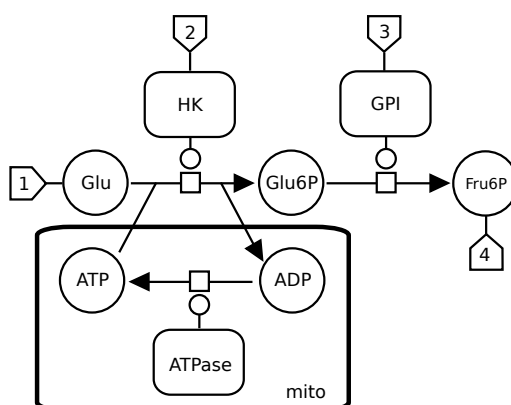 2
3
HK
GPI
1
Glu
Glu6P
Fru6P
4
ATP
ADP
ATPase
mito